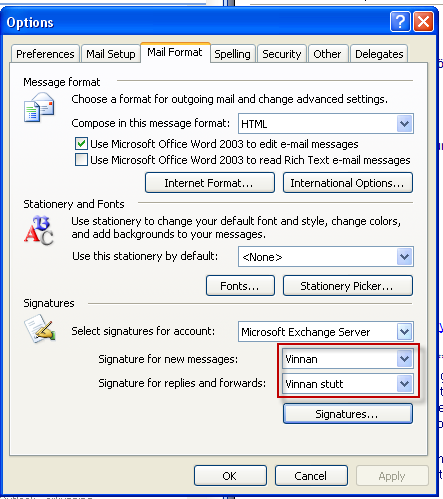 Options
Preferences Mail Setup Mail Format Spelling Security Other Delegates
Message format
Choose a format for outgoing mail and change advanced settings.
Compose in this message format: HTML
Use Microsoft Office Word 2003 to edit e-mail messages
Use Microsoft Office Word 2003 to read Rich Text e-mail messages
Internet Format... International Options...
Stationery and Fonts
Use stationery to change your default font and style, change colors,
and add backgrounds to your messages.
Use this stationery by default: <None>
Fonts... Stationery Picker...
Signatures
Select signatures for account: Microsoft Exchange Server
Signature for new messages: Vinnan
Signature for replies and forwards: Vinnan stutt
Signatures...
OK Cancel Apply